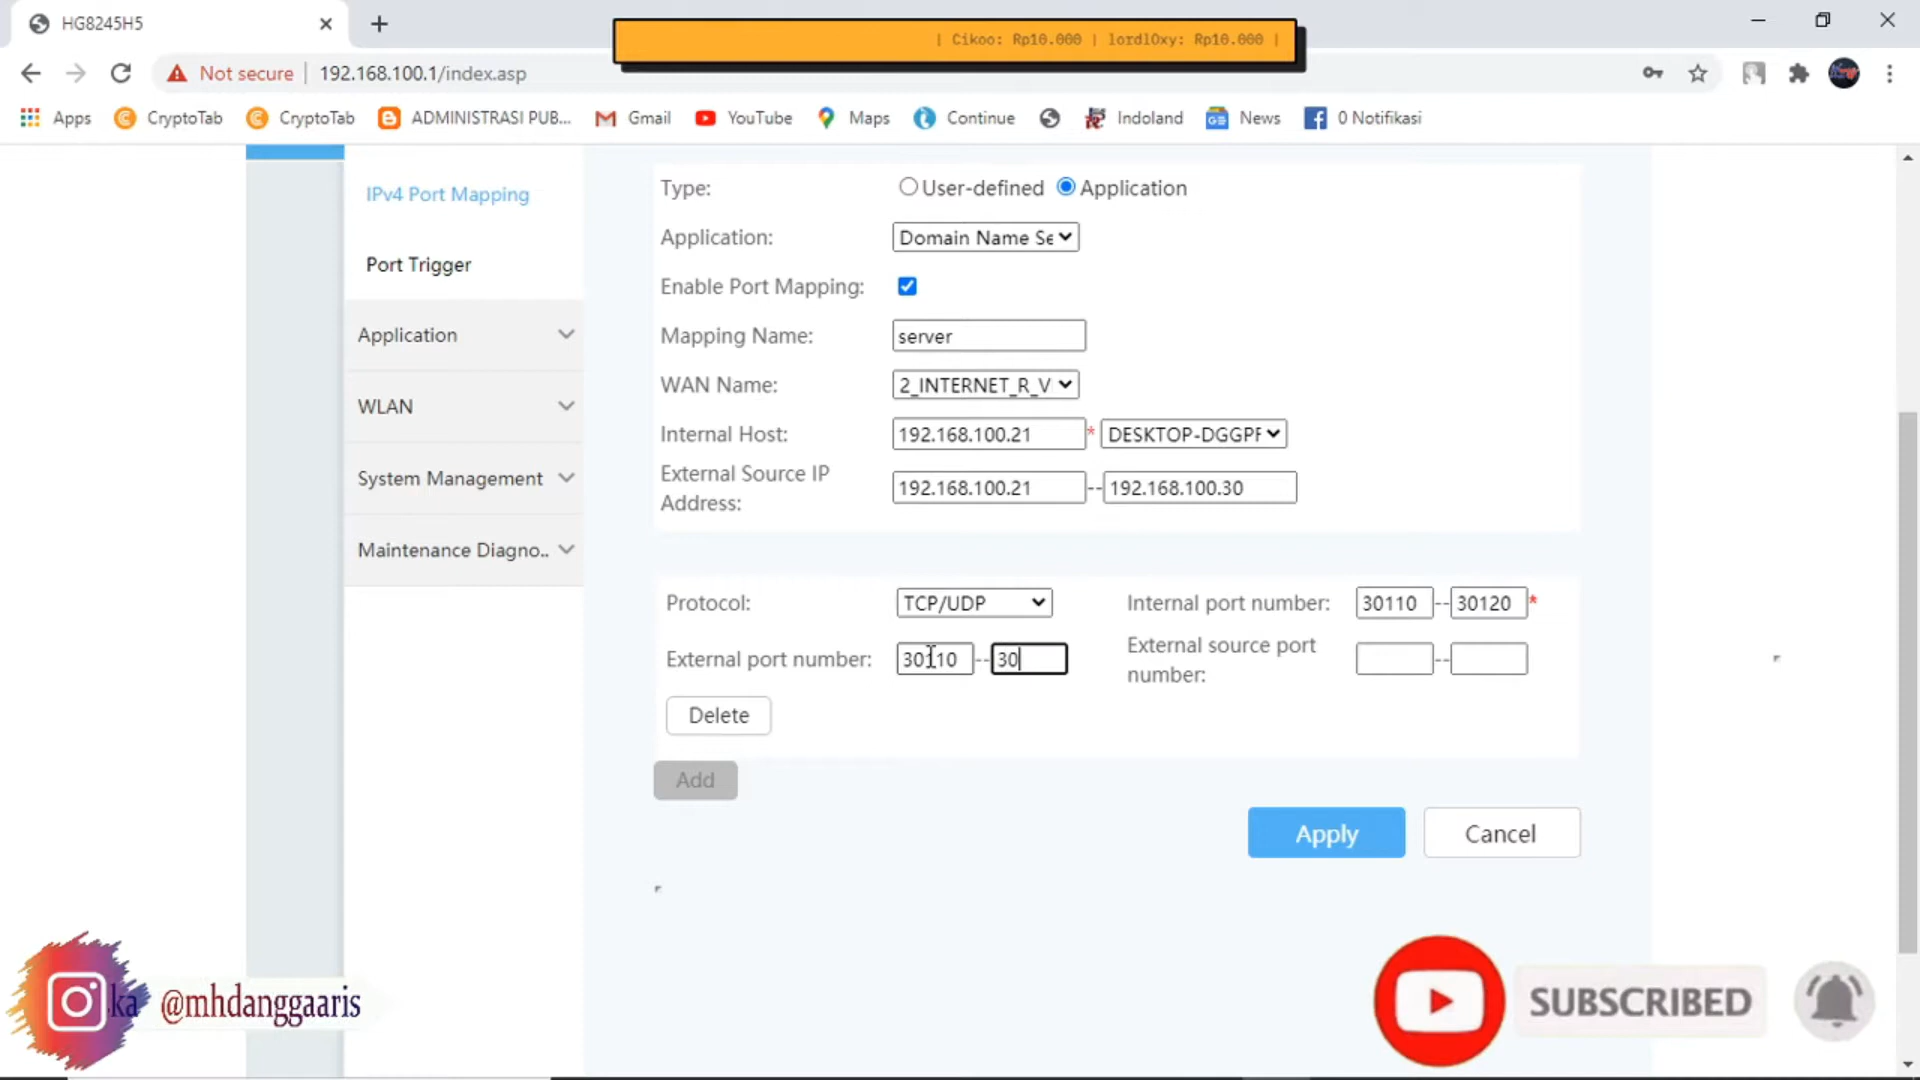 HG8245H5
| Cikoo: Rp10.000 | lordlOxy: Rp10.000 |
Not secure
192.168.100.1/index.asp
Apps
CryptoTab
CryptoTab
ADMINISTRASI PUB...
Gmail
YouTube
Maps
Continue
Indoland
News
0 Notifikasi
IPv4 Port Mapping
Port Trigger
Application
WLAN
System Management
Maintenance Diagno..
Type:
User-defined
Application
Application:
Domain Name Se
Enable Port Mapping:
Mapping Name:
server
WAN Name:
2_INTERNET_R_V
Internal Host:
192.168.100.21
*
DESKTOP-DGGPF
External Source IP
Address:
192.168.100.21
--
192.168.100.30
Protocol:
TCP/UDP
Internal port number:
30110
--
30120
*
External port number:
30110
--
30
External source port
number:
--
Delete
Add
Apply
Cancel
ka
@mhdanggaaris
SUBSCRIBED